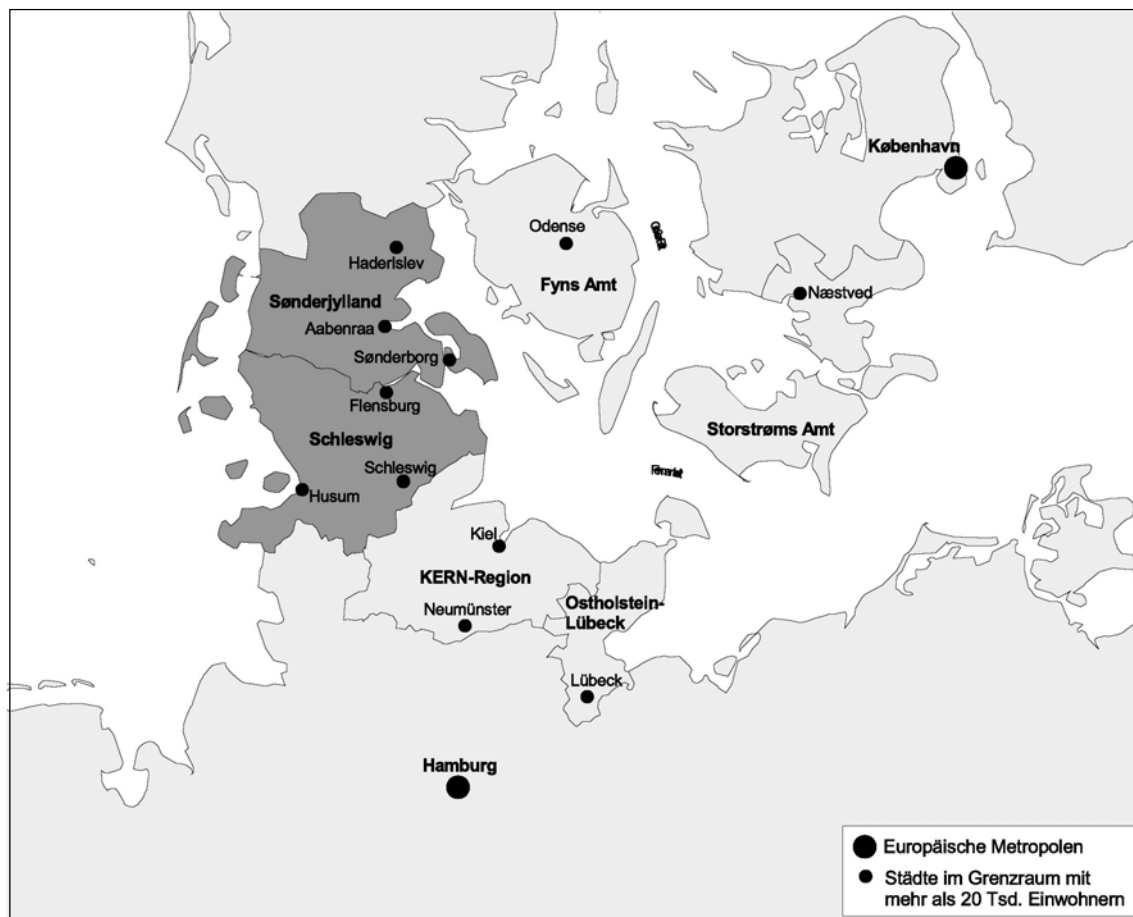 København
Odense
Haderlslev
Fyns Amt
Næstved
Sønderjylland
Aabenraa
Sønderborg
Flensburg
Storstrøms Amt
Schleswig
Schleswig
Husum
Kiel
KERN-Region
Ostholstein-
Lübeck
Neumünster
Lübeck
Hamburg
Europäische Metropolen
Städte im Grenzraum mit
mehr als 20 Tsd. Einwohnern